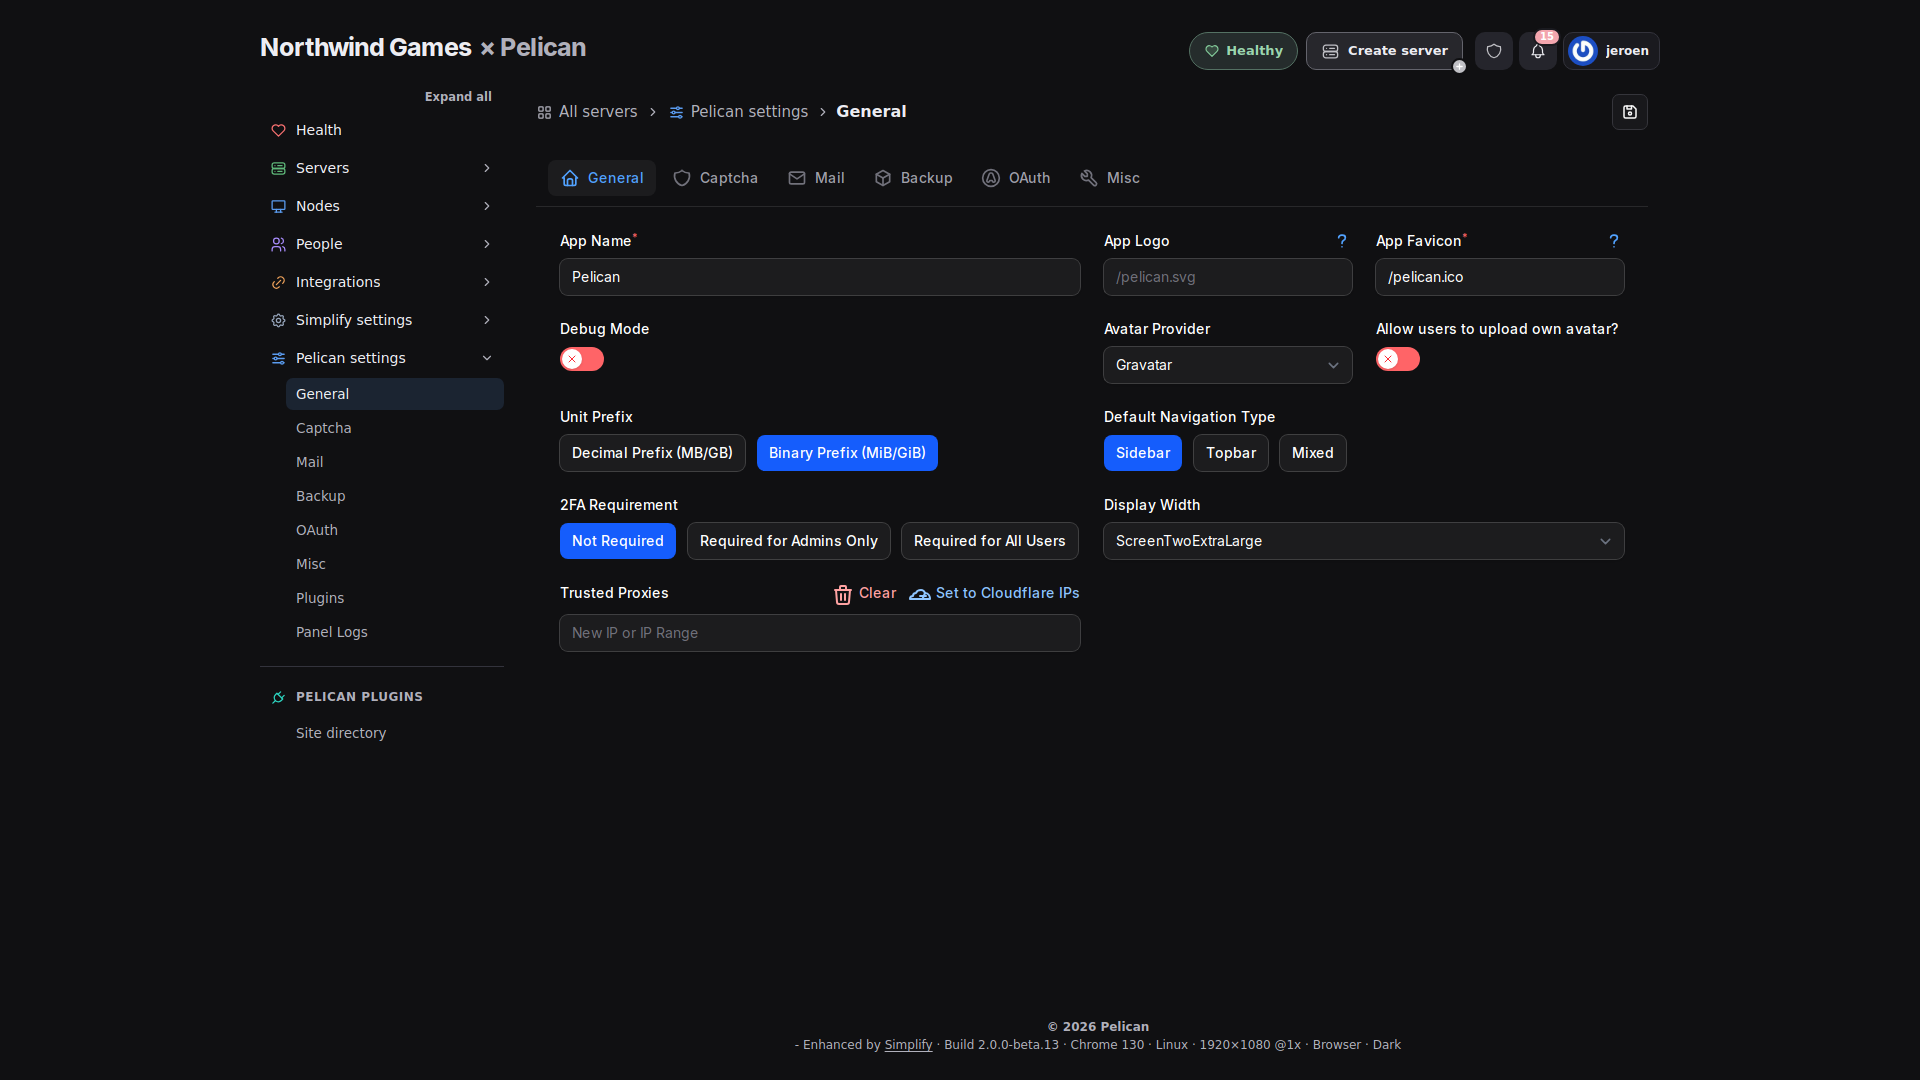 Northwind Games × Pelican
Healthy
Create server
15
jeroen
Expand all
Health
Servers
Nodes
People
Integrations
Simplify settings
Pelican settings
General
Captcha
Mail
Backup
OAuth
Misc
Plugins
Panel Logs
PELICAN PLUGINS
Site directory
All servers > Pelican settings > General
General Captcha Mail Backup OAuth Misc
App Name*
Pelican
App Logo ?
/pelican.svg
App Favicon* ?
/pelican.ico
Debug Mode
Avatar Provider
Gravatar
Allow users to upload own avatar?
Unit Prefix
Decimal Prefix (MB/GB) Binary Prefix (MiB/GiB)
Default Navigation Type
Sidebar Topbar Mixed
2FA Requirement
Not Required Required for Admins Only Required for All Users
Display Width
ScreenTwoExtraLarge
Trusted Proxies Clear Set to Cloudflare IPs
New IP or IP Range
© 2026 Pelican
- Enhanced by Simplify · Build 2.0.0-beta.13 · Chrome 130 · Linux · 1920×1080 @1x · Browser · Dark